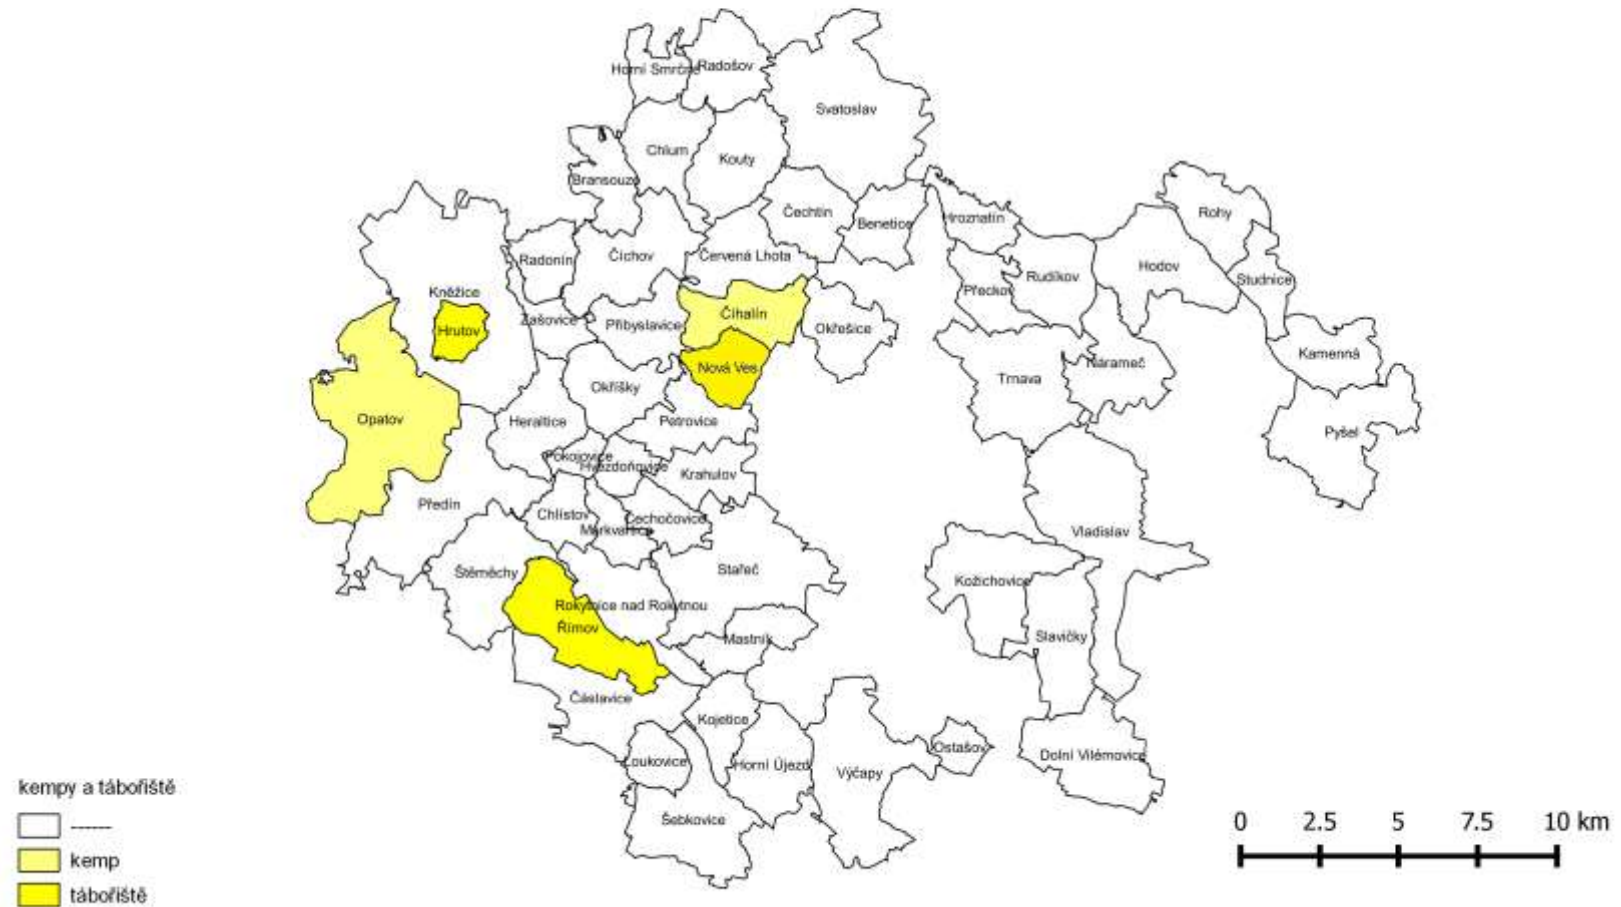 Horní Smrčné
Radošov
Svatoslav
Chlum
Kouty
Bransouze
Čechtín
Benetice
Hroznatín
Rohy
Radonín
Číchov
Červená Lhota
Přeckov
Rudíkov
Hodov
Studnice
Kněžice
Hrutov
Zašovice
Přibyslavice
Číhalín
Okřešice
Nová Ves
Trnava
Narameč
Kamenná
Okříšky
Opatov
Heraltice
Petrovice
Pyšel
Pokojovice
Hvězdoňovice
Krahulov
Předín
Chlístov
Markvartice
Čechočovice
Vladislav
Štěměchy
Stařeč
Kožichovice
Rokytnice nad Rokytnou
Římov
Mastník
Slavičky
Čáslavice
Kojetice
Loukovice
Horní Újezd
Výčapy
Ostašov
Dolní Vilémovice
Šebkovice
kempy a tábořiště
------
kemp
tábořiště
0 2.5 5 7.5 10 km